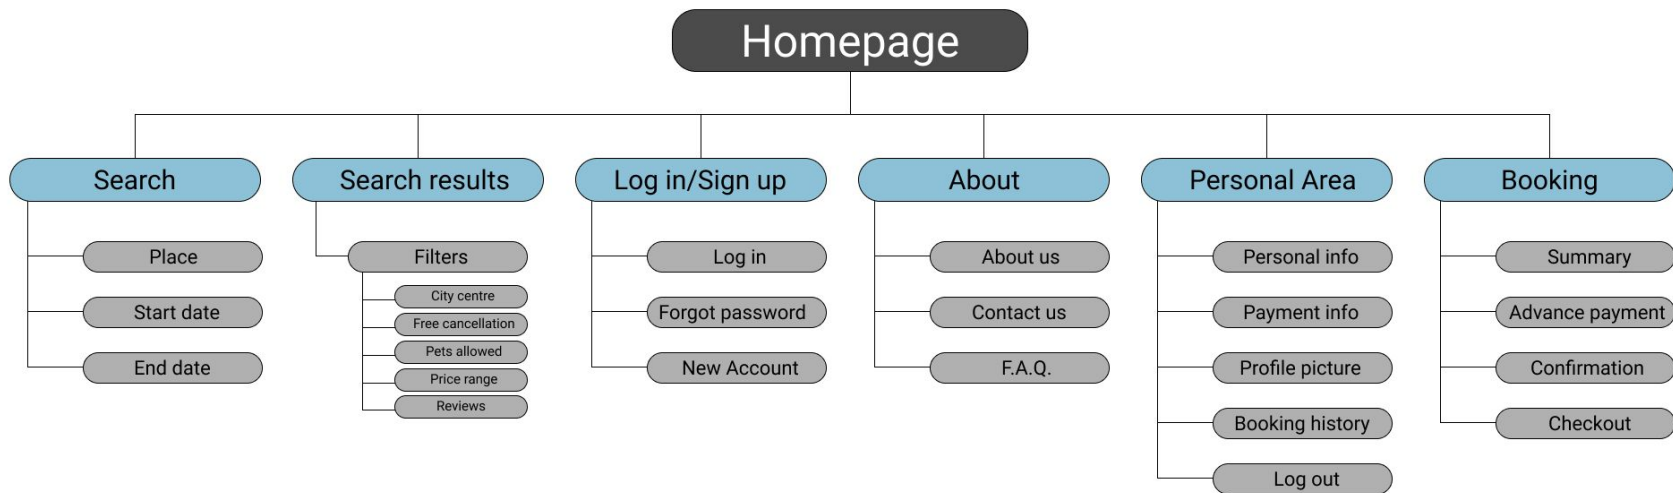 Homepage
Search
Place
Start date
End date
Search results
Filters
City centre
Free cancellation
Pets allowed
Price range
Reviews
Log in/Sign up
Log in
Forgot password
New Account
About
About us
Contact us
F.A.Q.
Personal Area
Personal info
Payment info
Profile picture
Booking history
Log out
Booking
Summary
Advance payment
Confirmation
Checkout